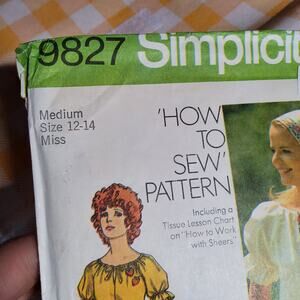 9827 Simplicit
Medium
Size 12-14
Miss
'HOW
TO
SEW'
PATTERN
Including a
Tissue Lesson Chart
on "How to Work
with Sheers"